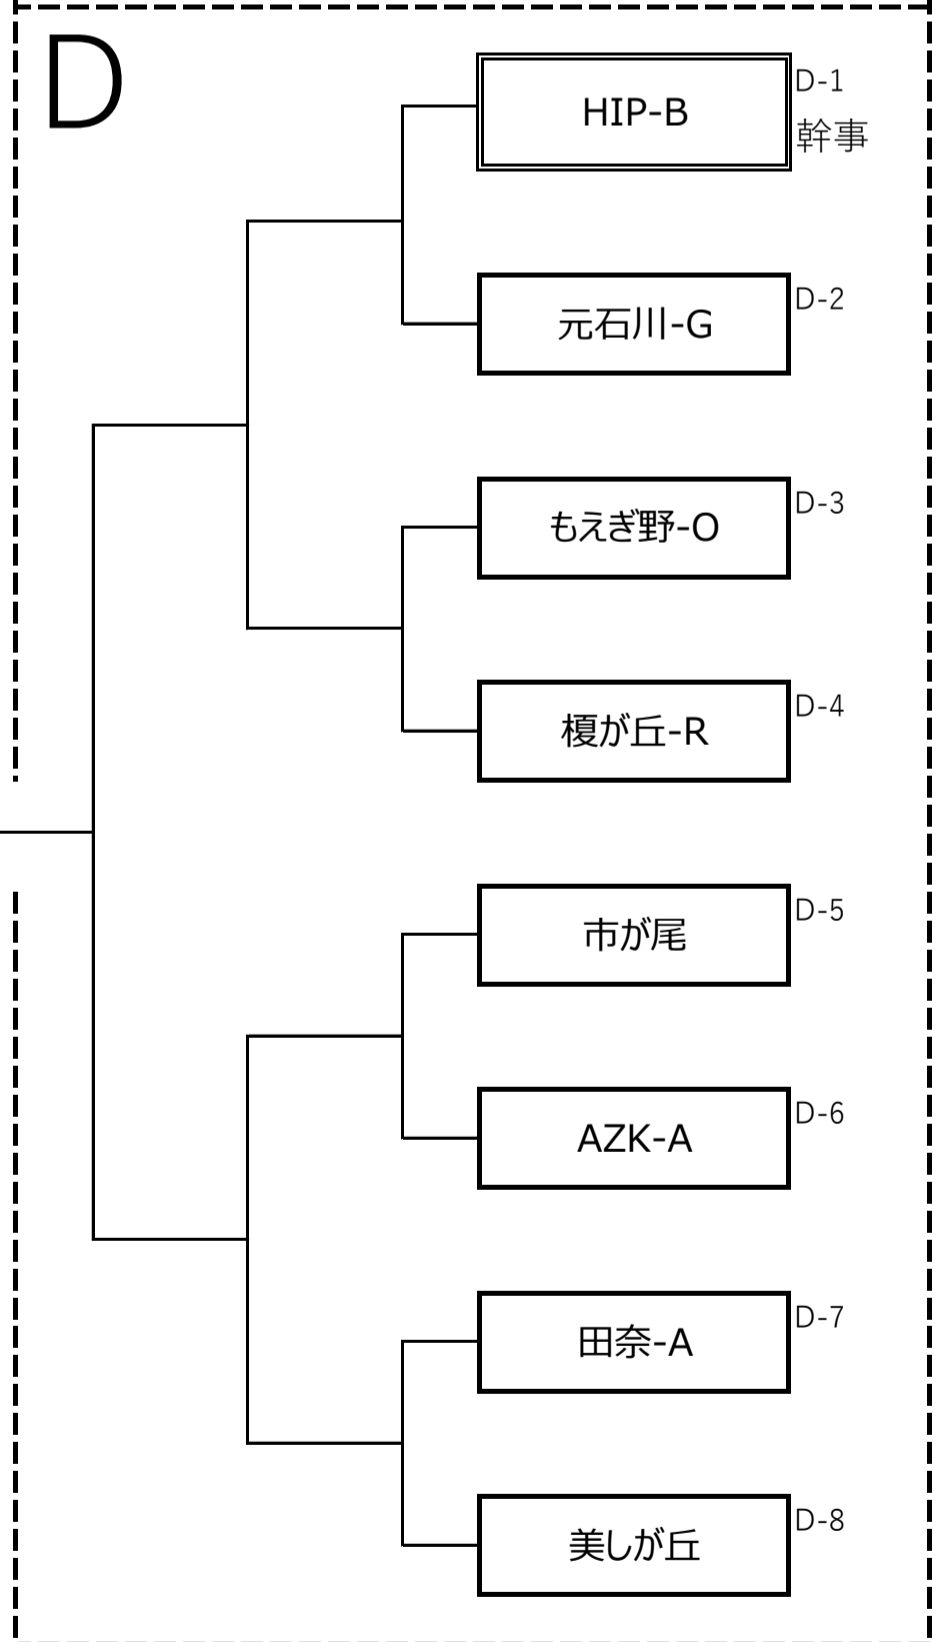 D
HIP-B
D-1
幹事
元石川-G
D-2
もえぎ野-O
D-3
榎が丘-R
D-4
市が尾
D-5
AZK-A
D-6
田奈-A
D-7
美しが丘
D-8